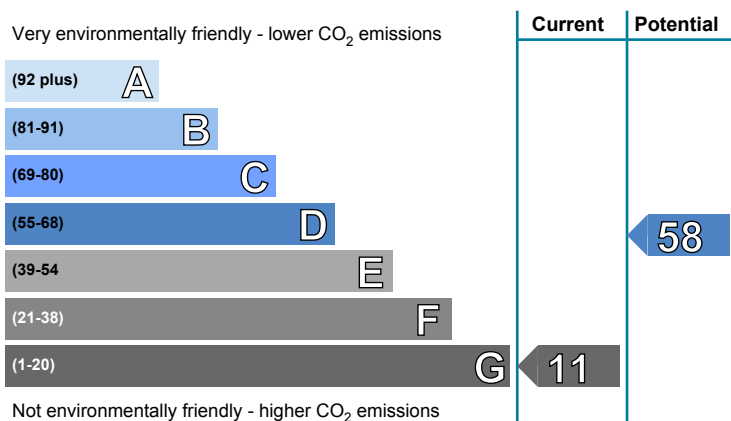 Very environmentally friendly - lower CO₂ emissions
Current
Potential
(92 plus) A
(81-91) B
(69-80) C
(55-68) D
58
(39-54 E
(21-38) F
(1-20) G
11
Not environmentally friendly - higher CO₂ emissions